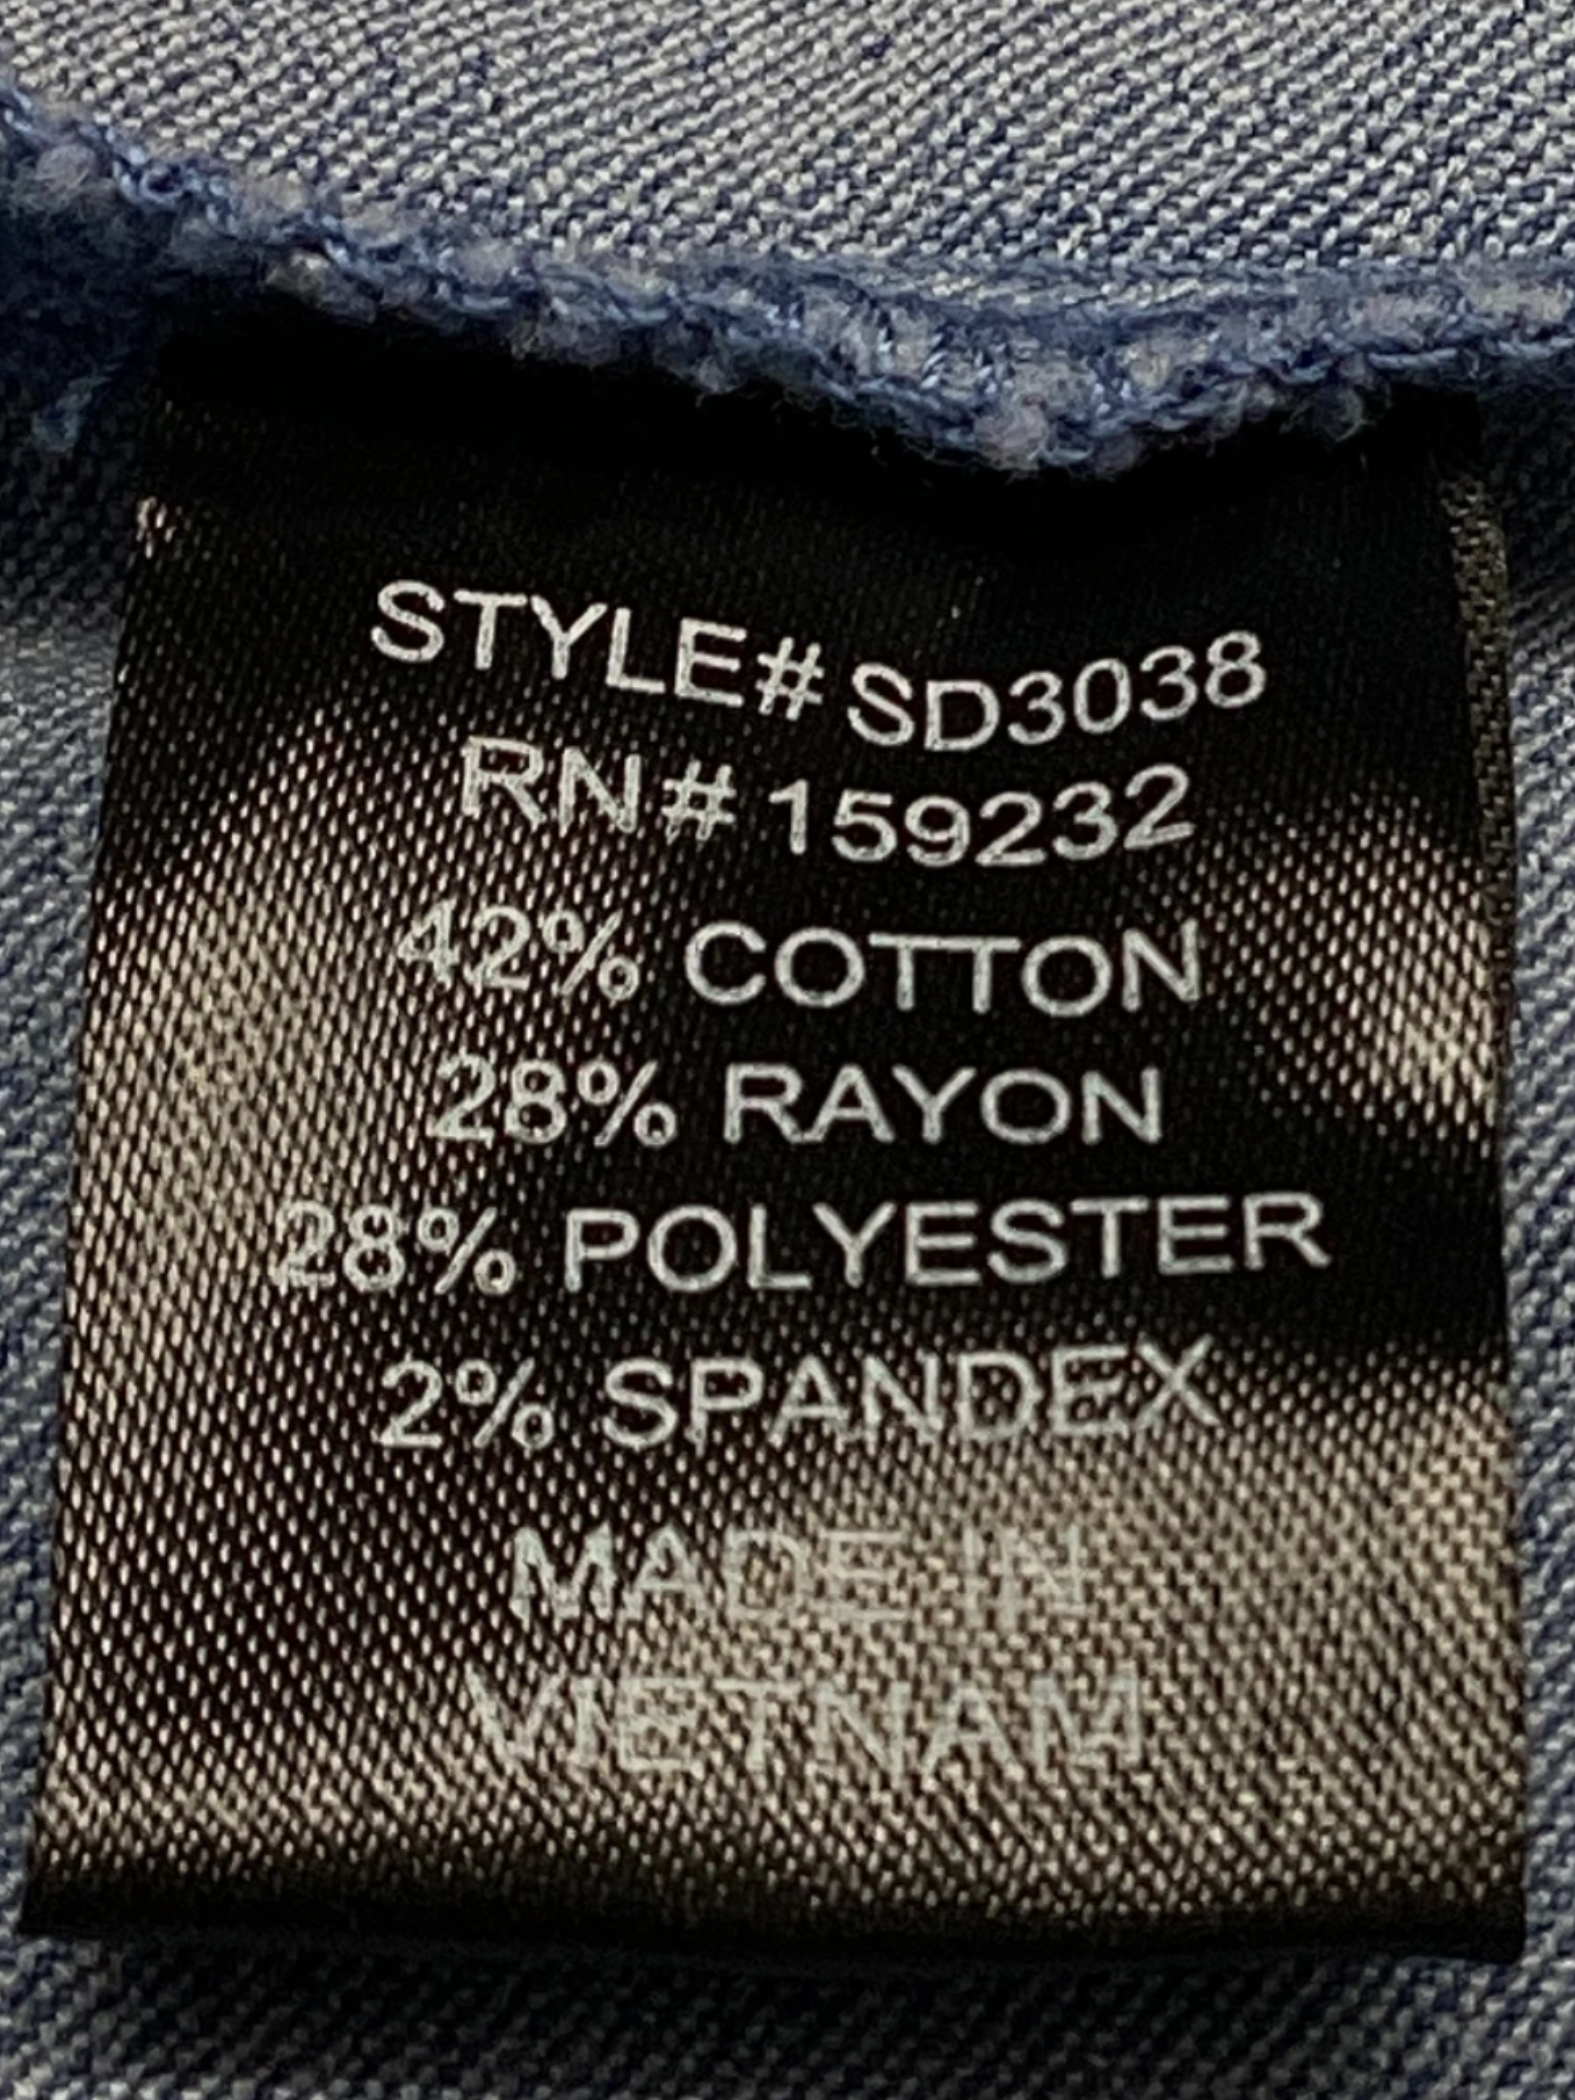 STYLE# SD3038
RN# 159232
42% COTTON
28% RAYON
28% POLYESTER
2% SPANDEX
MADE IN
VIETNAM